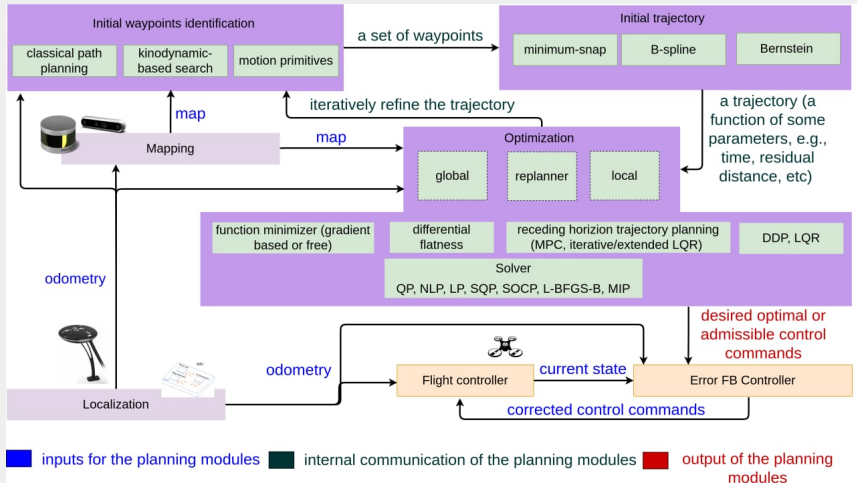 Initial waypoints identification
classical path
planning
kinodynamic-
based search
motion primitives
a set of waypoints
Initial trajectory
minimum-snap
B-spline
Bernstein
iteratively refine the trajectory
a trajectory (a
function of some
parameters, e.g.,
time, residual
distance, etc)
map
Mapping
map
Optimization
global
replanner
local
function minimizer (gradient
based or free)
differential
flatness
receding horizon trajectory planning
(MPC, iterative/extended LQR)
DDP, LQR
Solver
QP, NLP, LP, SQP, SOCP, L-BFGS-B, MIP
odometry
desired optimal or
admissible control
commands
odometry
Localization
Flight controller
current state
Error FB Controller
corrected control commands
inputs for the planning modules
internal communication of the planning modules
output of the planning
modules